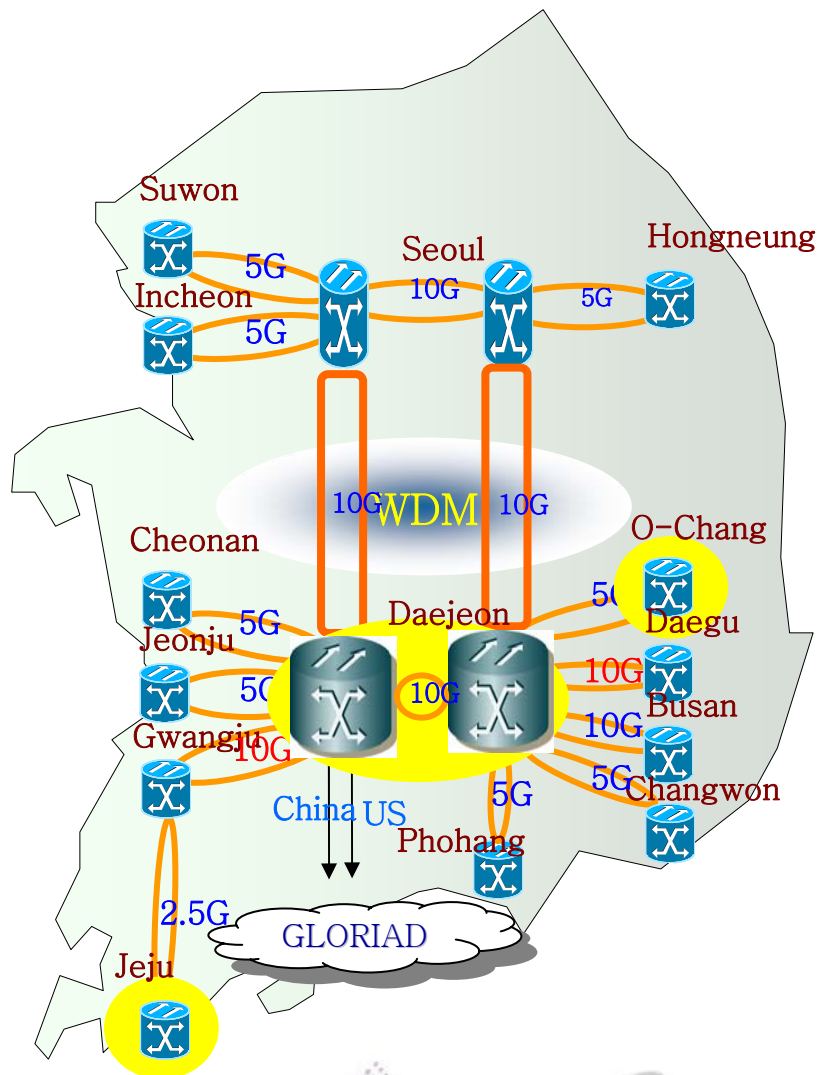 Suwon
Seoul
Hongneung
5G
Incheon
10G
5G
5G
10G
WDM
10G
O-Chang
Cheonan
5G
Daejeon
5G
Daegu
Jeonju
10G
5G
10G
Busan
Gwangju
10G
10G
5G
Changwon
5G
China
US
Phohang
2.5G
GLORIAD
Jeju